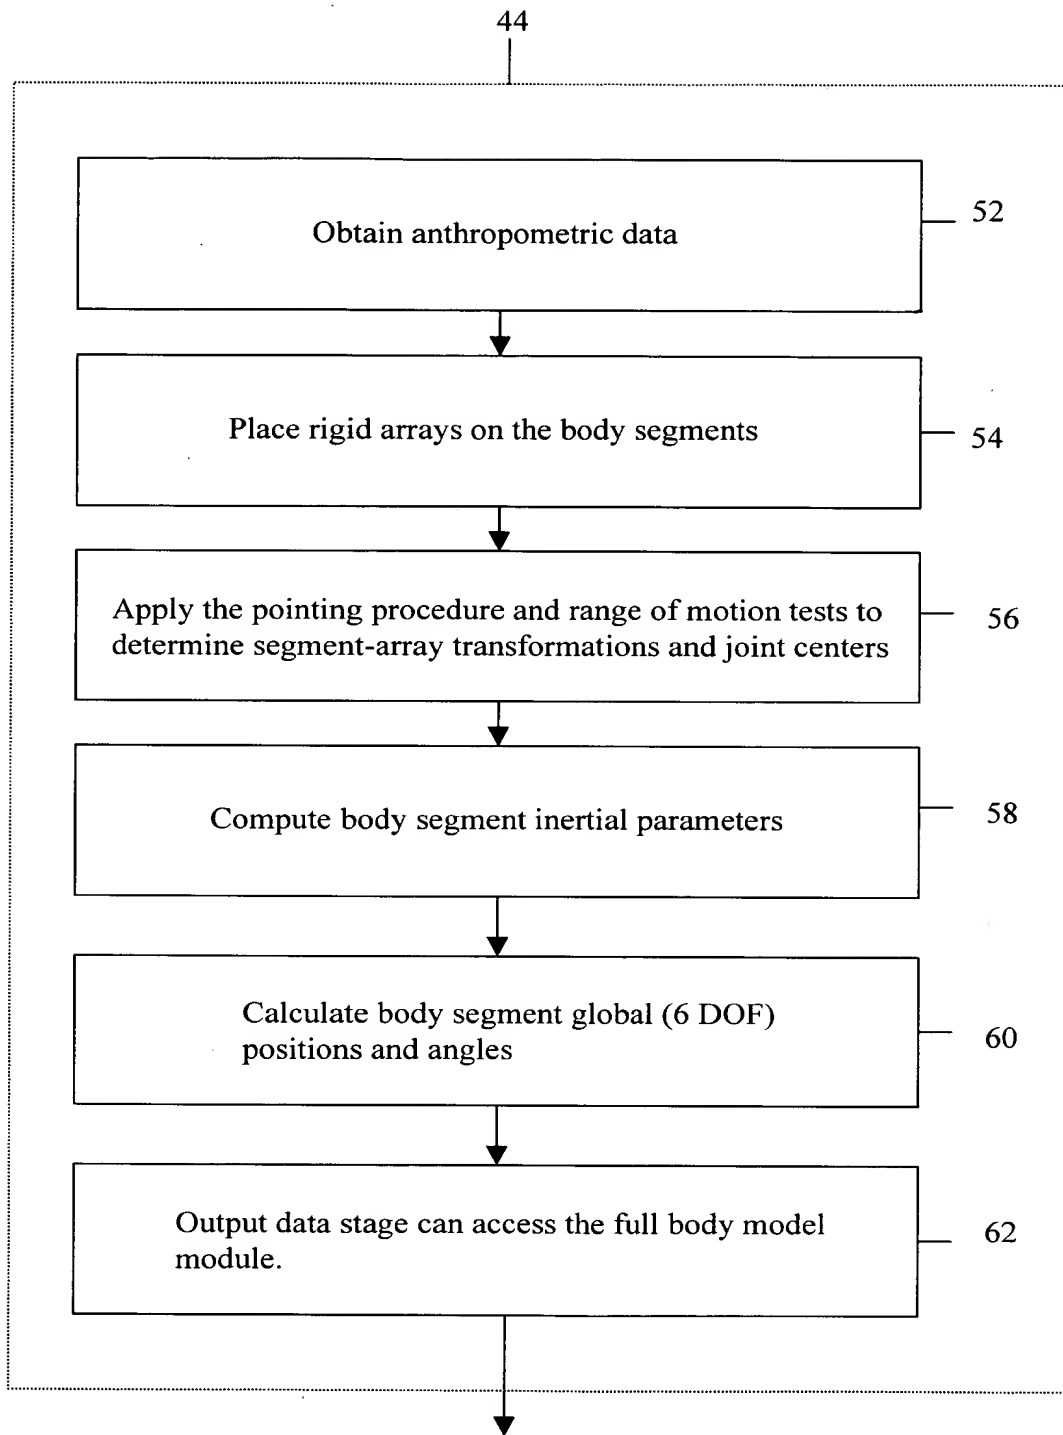 44
Obtain anthropometric data
52
Place rigid arrays on the body segments
54
Apply the pointing procedure and range of motion tests to
determine segment-array transformations and joint centers
56
Compute body segment inertial parameters
58
Calculate body segment global (6 DOF)
positions and angles
60
Output data stage can access the full body model
module.
62